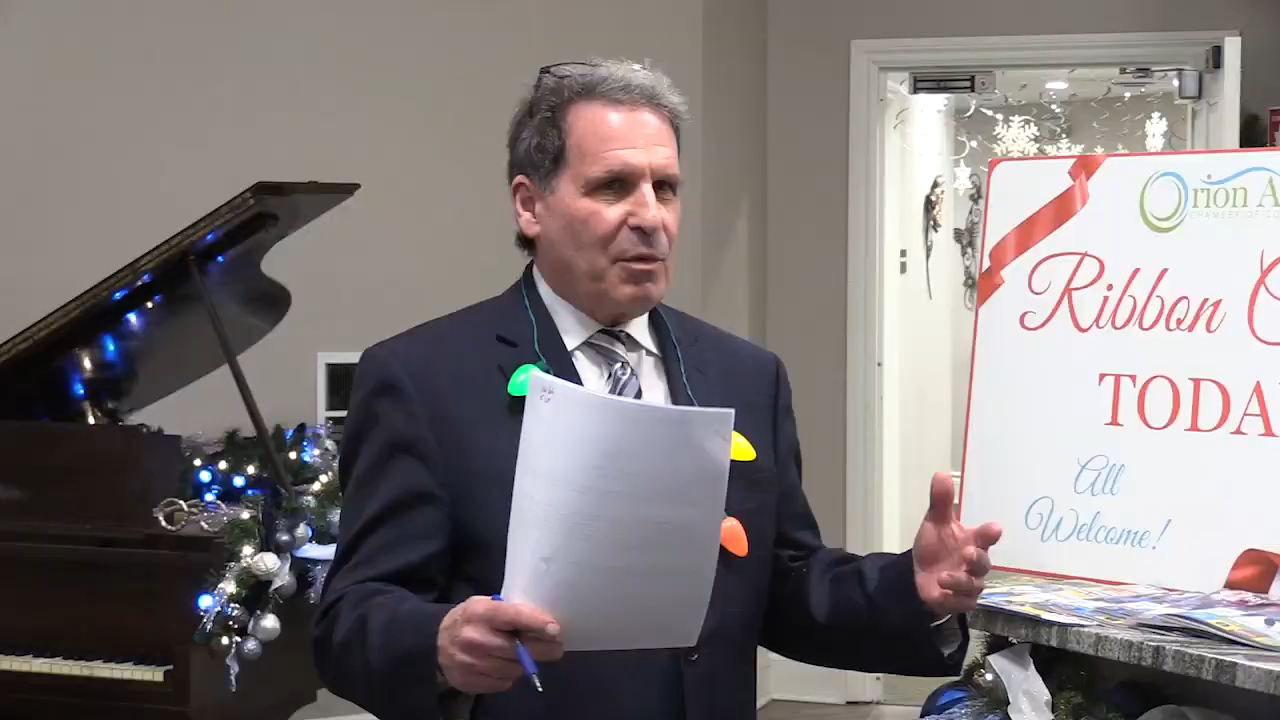 Orion A
CHAMBER OF CO
Ribbon C
TODA
All
Welcome!